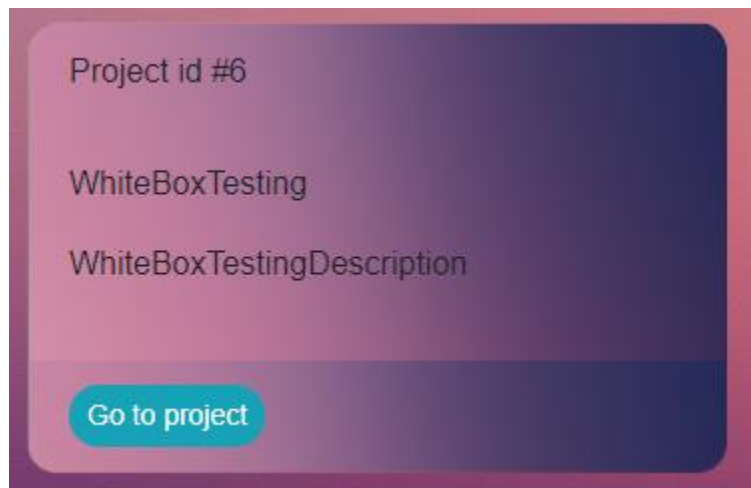 Project id #6
WhiteBoxTesting
WhiteBoxTestingDescription
Go to project